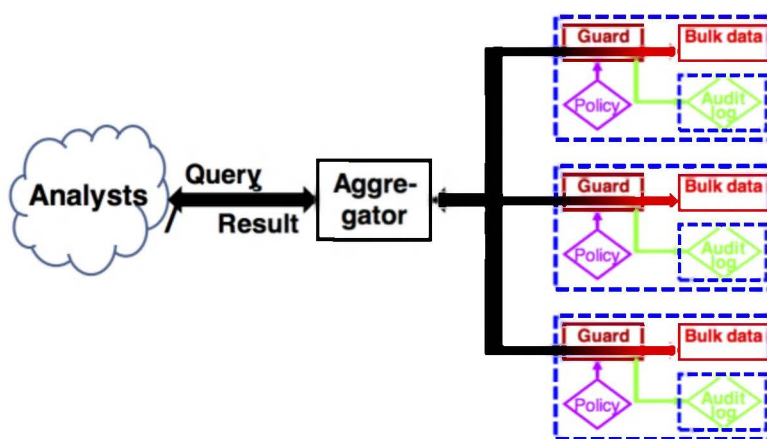 Guard
Bulk data
Policy
Audit
log
Analysts
Query
Result
Aggre-
gator
Guard
Bulk data
Policy
Audit
log
Guard
Bulk data
Policy
Audit
log